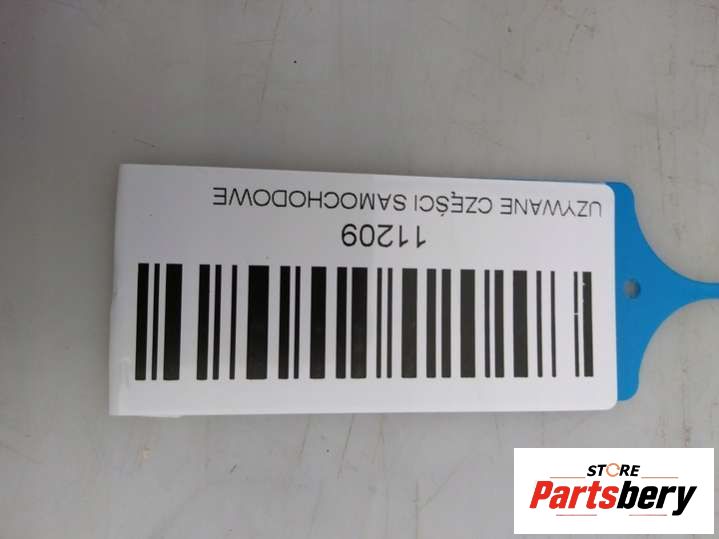 UZYWANE CZĘŚCI SAMOCHODOWE
11209
STORE
Partsbery